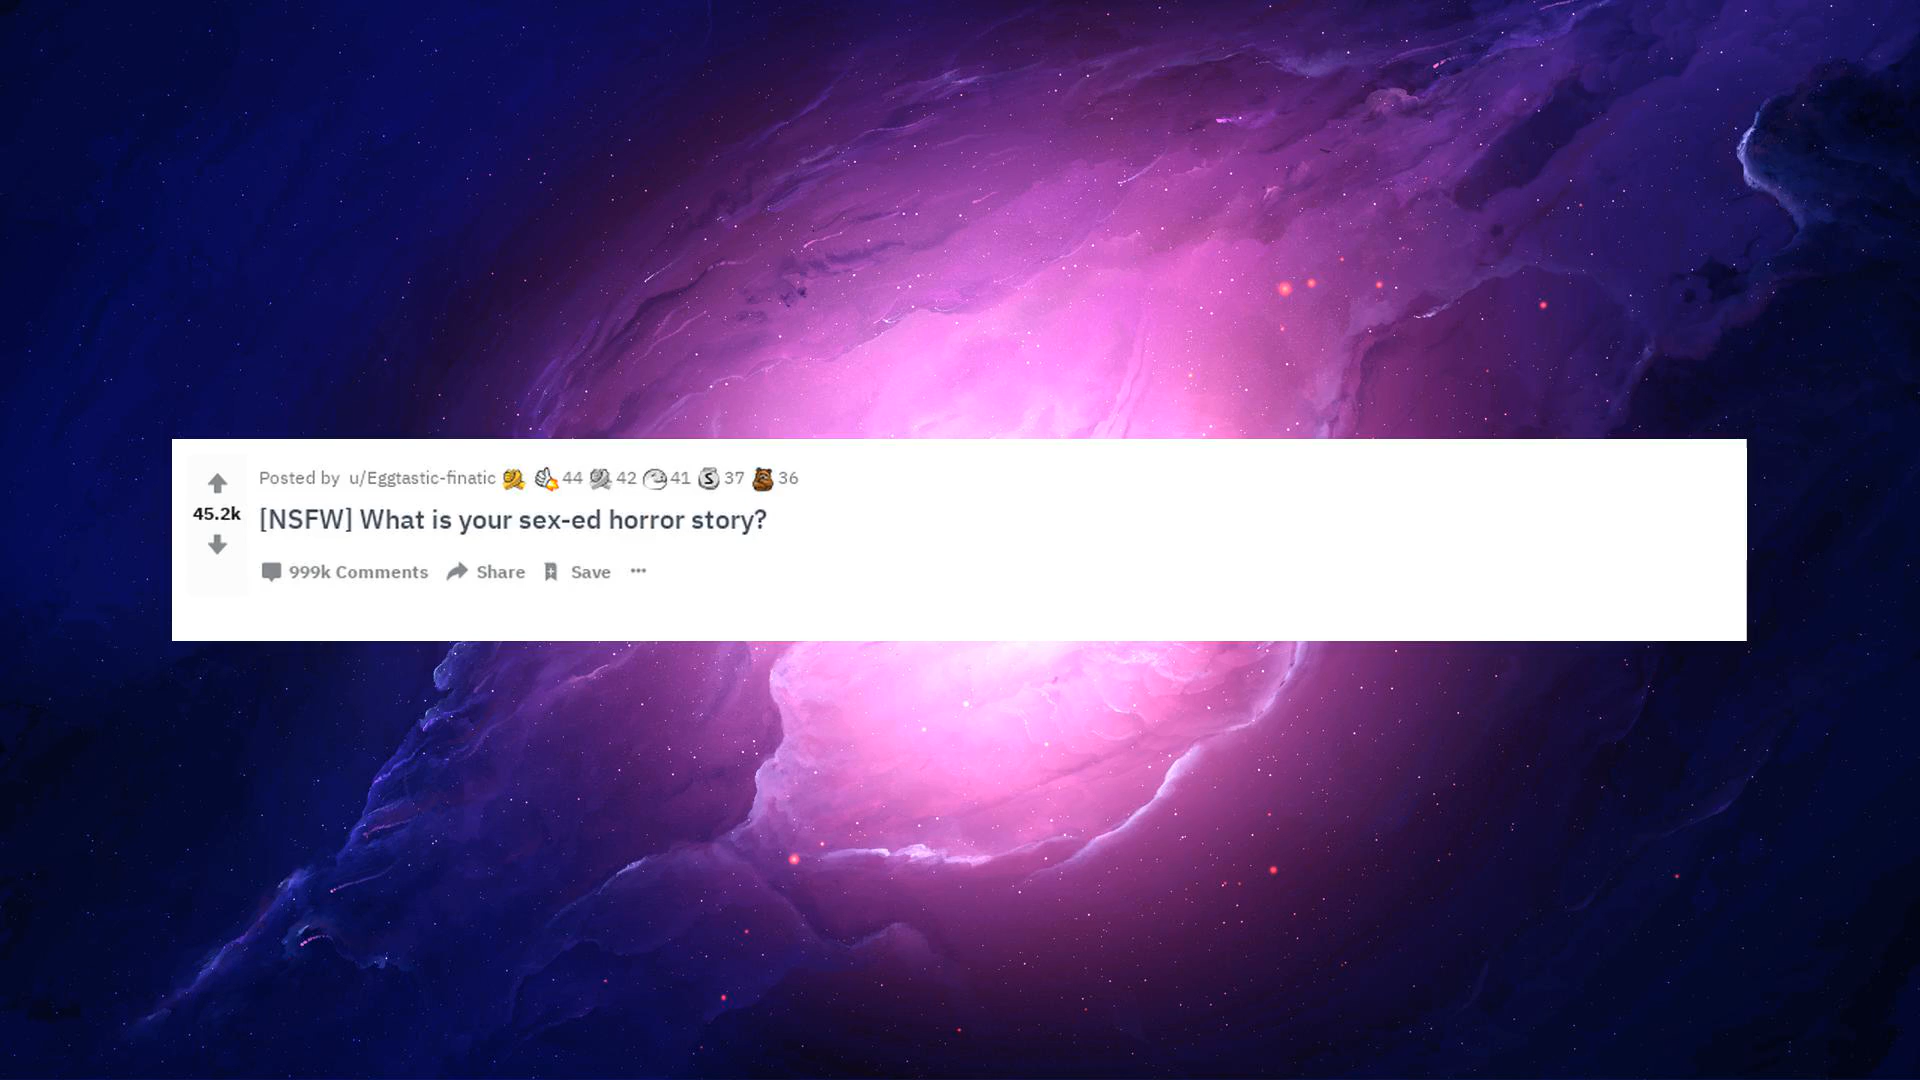 Posted by u/Eggtastic-finatic 44 42 41 S 37 36
45.2k
[NSFW] What is your sex-ed horror story?
999k Comments Share Save ···